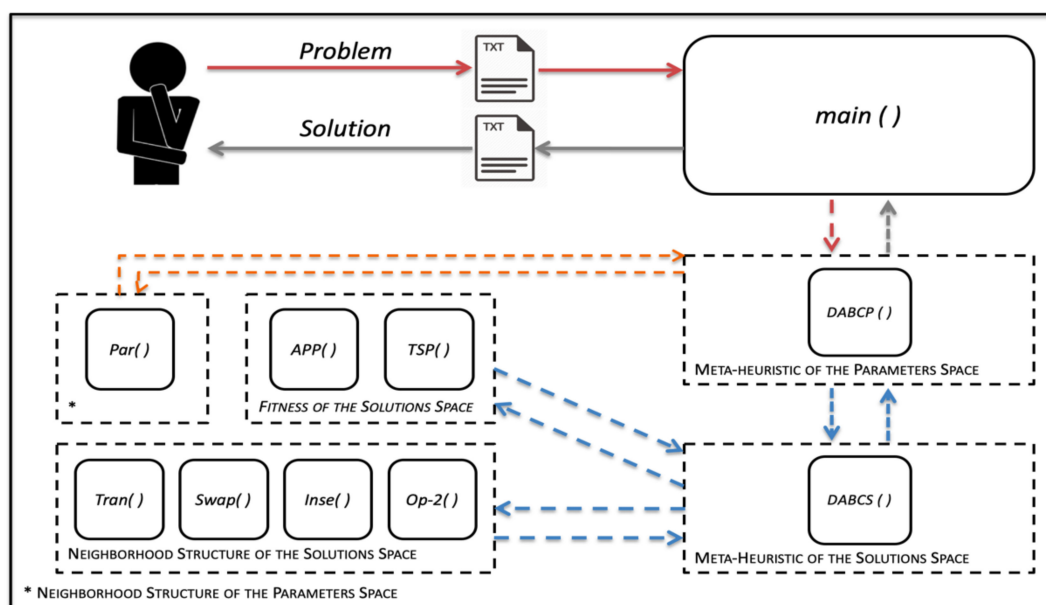 Problem
TXT
Solution
TXT
main ( )
Par( )
*
APP( )
TSP( )
FITNESS OF THE SOLUTIONS SPACE
DABCP ( )
META-HEURISTIC OF THE PARAMETERS SPACE
Tran( )
Swap( )
Inse( )
Op-2( )
NEIGHBORHOOD STRUCTURE OF THE SOLUTIONS SPACE
DABCS ( )
META-HEURISTIC OF THE SOLUTIONS SPACE
* NEIGHBORHOOD STRUCTURE OF THE PARAMETERS SPACE